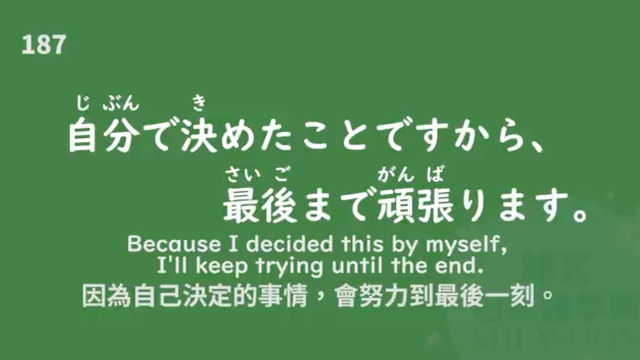 187
じ ぶん き
自分で決めたことですから、
さい ご がん ば
最後まで頑張ります。
Because I decided this by myself,
I'll keep trying until the end.
因為自己決定的事情，會努力到最後一刻。